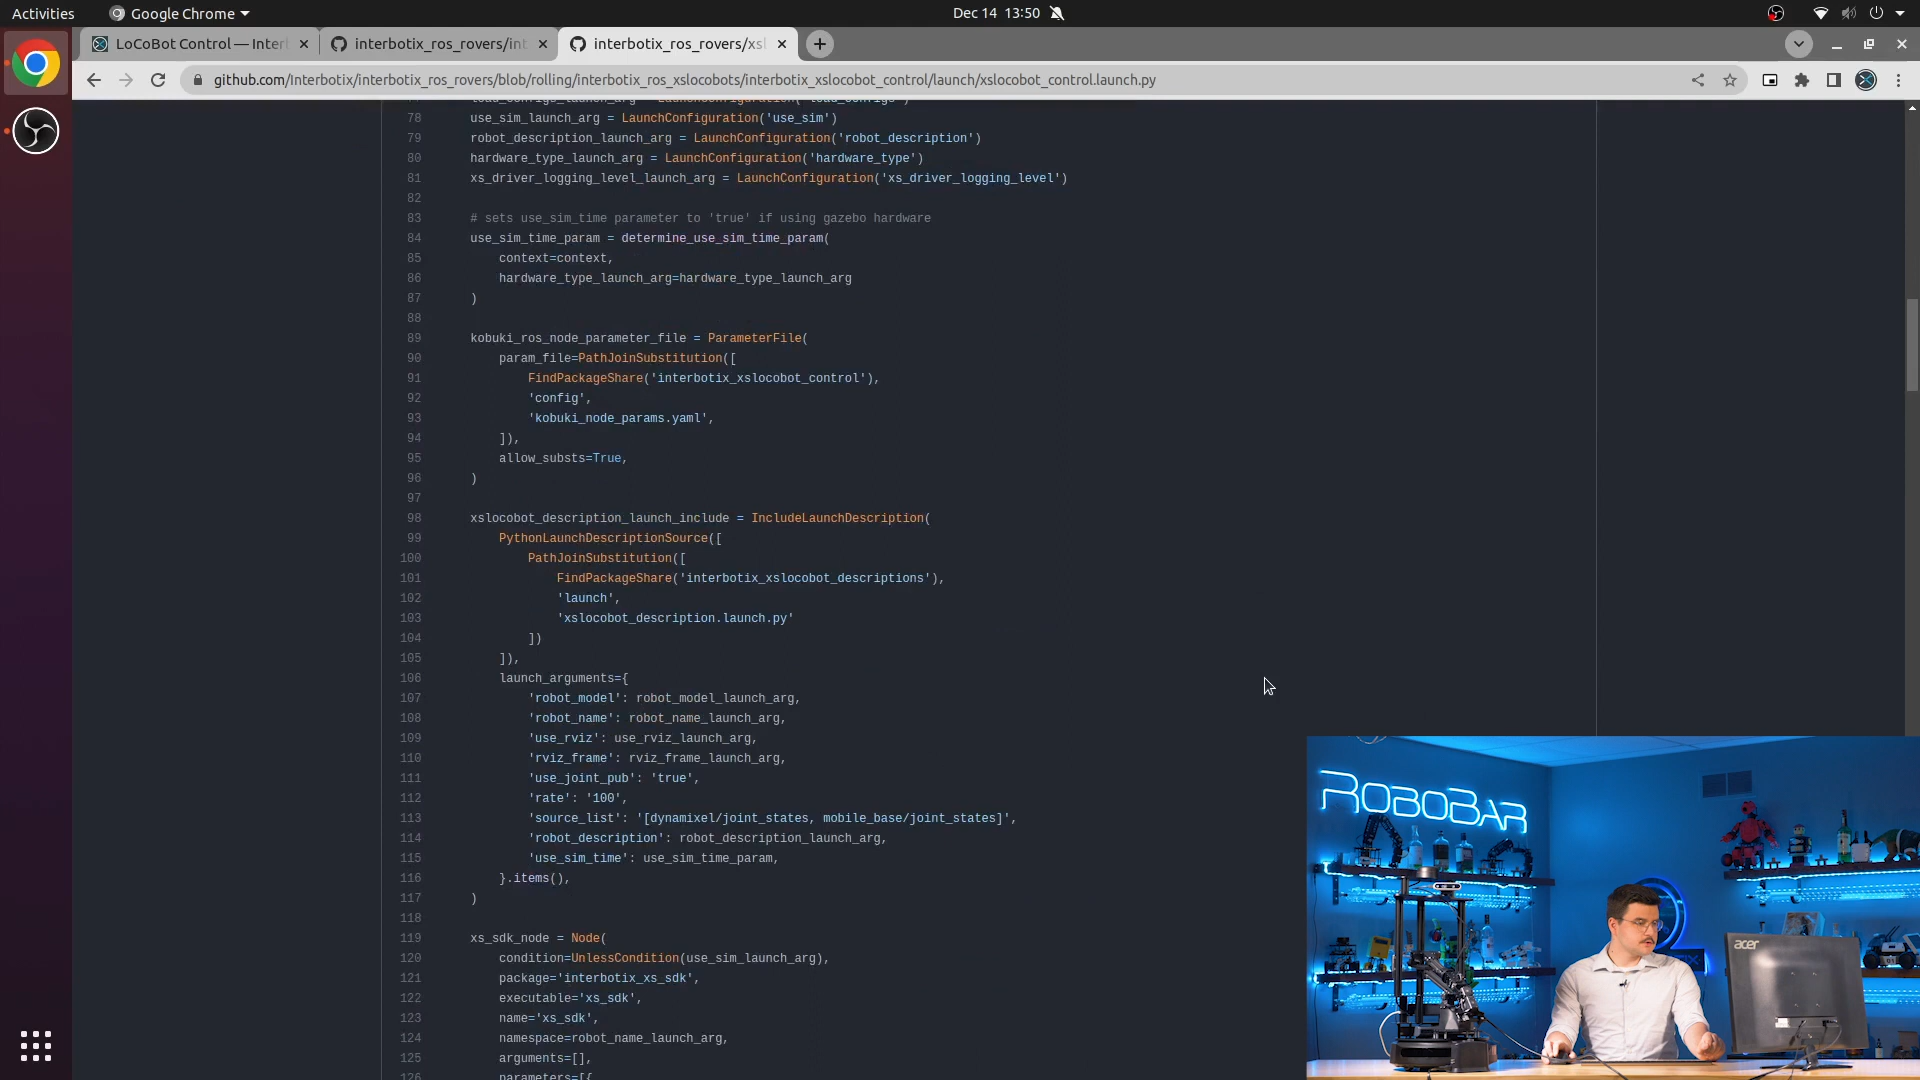 Activities
Google Chrome
Dec 14 13:50
LoCoBot Control — Inter
interbotix_ros_rovers/int
interbotix_ros_rovers/xsl
github.com/Interbotix/interbotix_ros_rovers/blob/rolling/interbotix_ros_xslocobots/interbotix_xslocobot_control/launch/xslocobot_control.launch.py
78 use_sim_launch_arg = LaunchConfiguration('use_sim')
79 robot_description_launch_arg = LaunchConfiguration('robot_description')
80 hardware_type_launch_arg = LaunchConfiguration('hardware_type')
81 xs_driver_logging_level_launch_arg = LaunchConfiguration('xs_driver_logging_level')
82
83 # sets use_sim_time parameter to 'true' if using gazebo hardware
84 use_sim_time_param = determine_use_sim_time_param(
85 context=context,
86 hardware_type_launch_arg=hardware_type_launch_arg
87 )
88
89 kobuki_ros_node_parameter_file = ParameterFile(
90 param_file=PathJoinSubstitution([
91 FindPackageShare('interbotix_xslocobot_control'),
92 'config',
93 'kobuki_node_params.yaml',
94 ]),
95 allow_substs=True,
96 )
97
98 xslocobot_description_launch_include = IncludeLaunchDescription(
99 PythonLaunchDescriptionSource([
100 PathJoinSubstitution([
101 FindPackageShare('interbotix_xslocobot_descriptions'),
102 'launch',
103 'xslocobot_description.launch.py'
104 ])
105 ]),
106 launch_arguments={
107 'robot_model': robot_model_launch_arg,
108 'robot_name': robot_name_launch_arg,
109 'use_rviz': use_rviz_launch_arg,
110 'rviz_frame': rviz_frame_launch_arg,
111 'use_joint_pub': 'true',
112 'rate': '100',
113 'source_list': '[dynamixel/joint_states, mobile_base/joint_states]',
114 'robot_description': robot_description_launch_arg,
115 'use_sim_time': use_sim_time_param,
116 }.items(),
117 )
118
119 xs_sdk_node = Node(
120 condition=UnlessCondition(use_sim_launch_arg),
121 package='interbotix_xs_sdk',
122 executable='xs_sdk',
123 name='xs_sdk',
124 namespace=robot_name_launch_arg,
125 arguments=[],
126 parameters=[{
ROBOBAR
acer